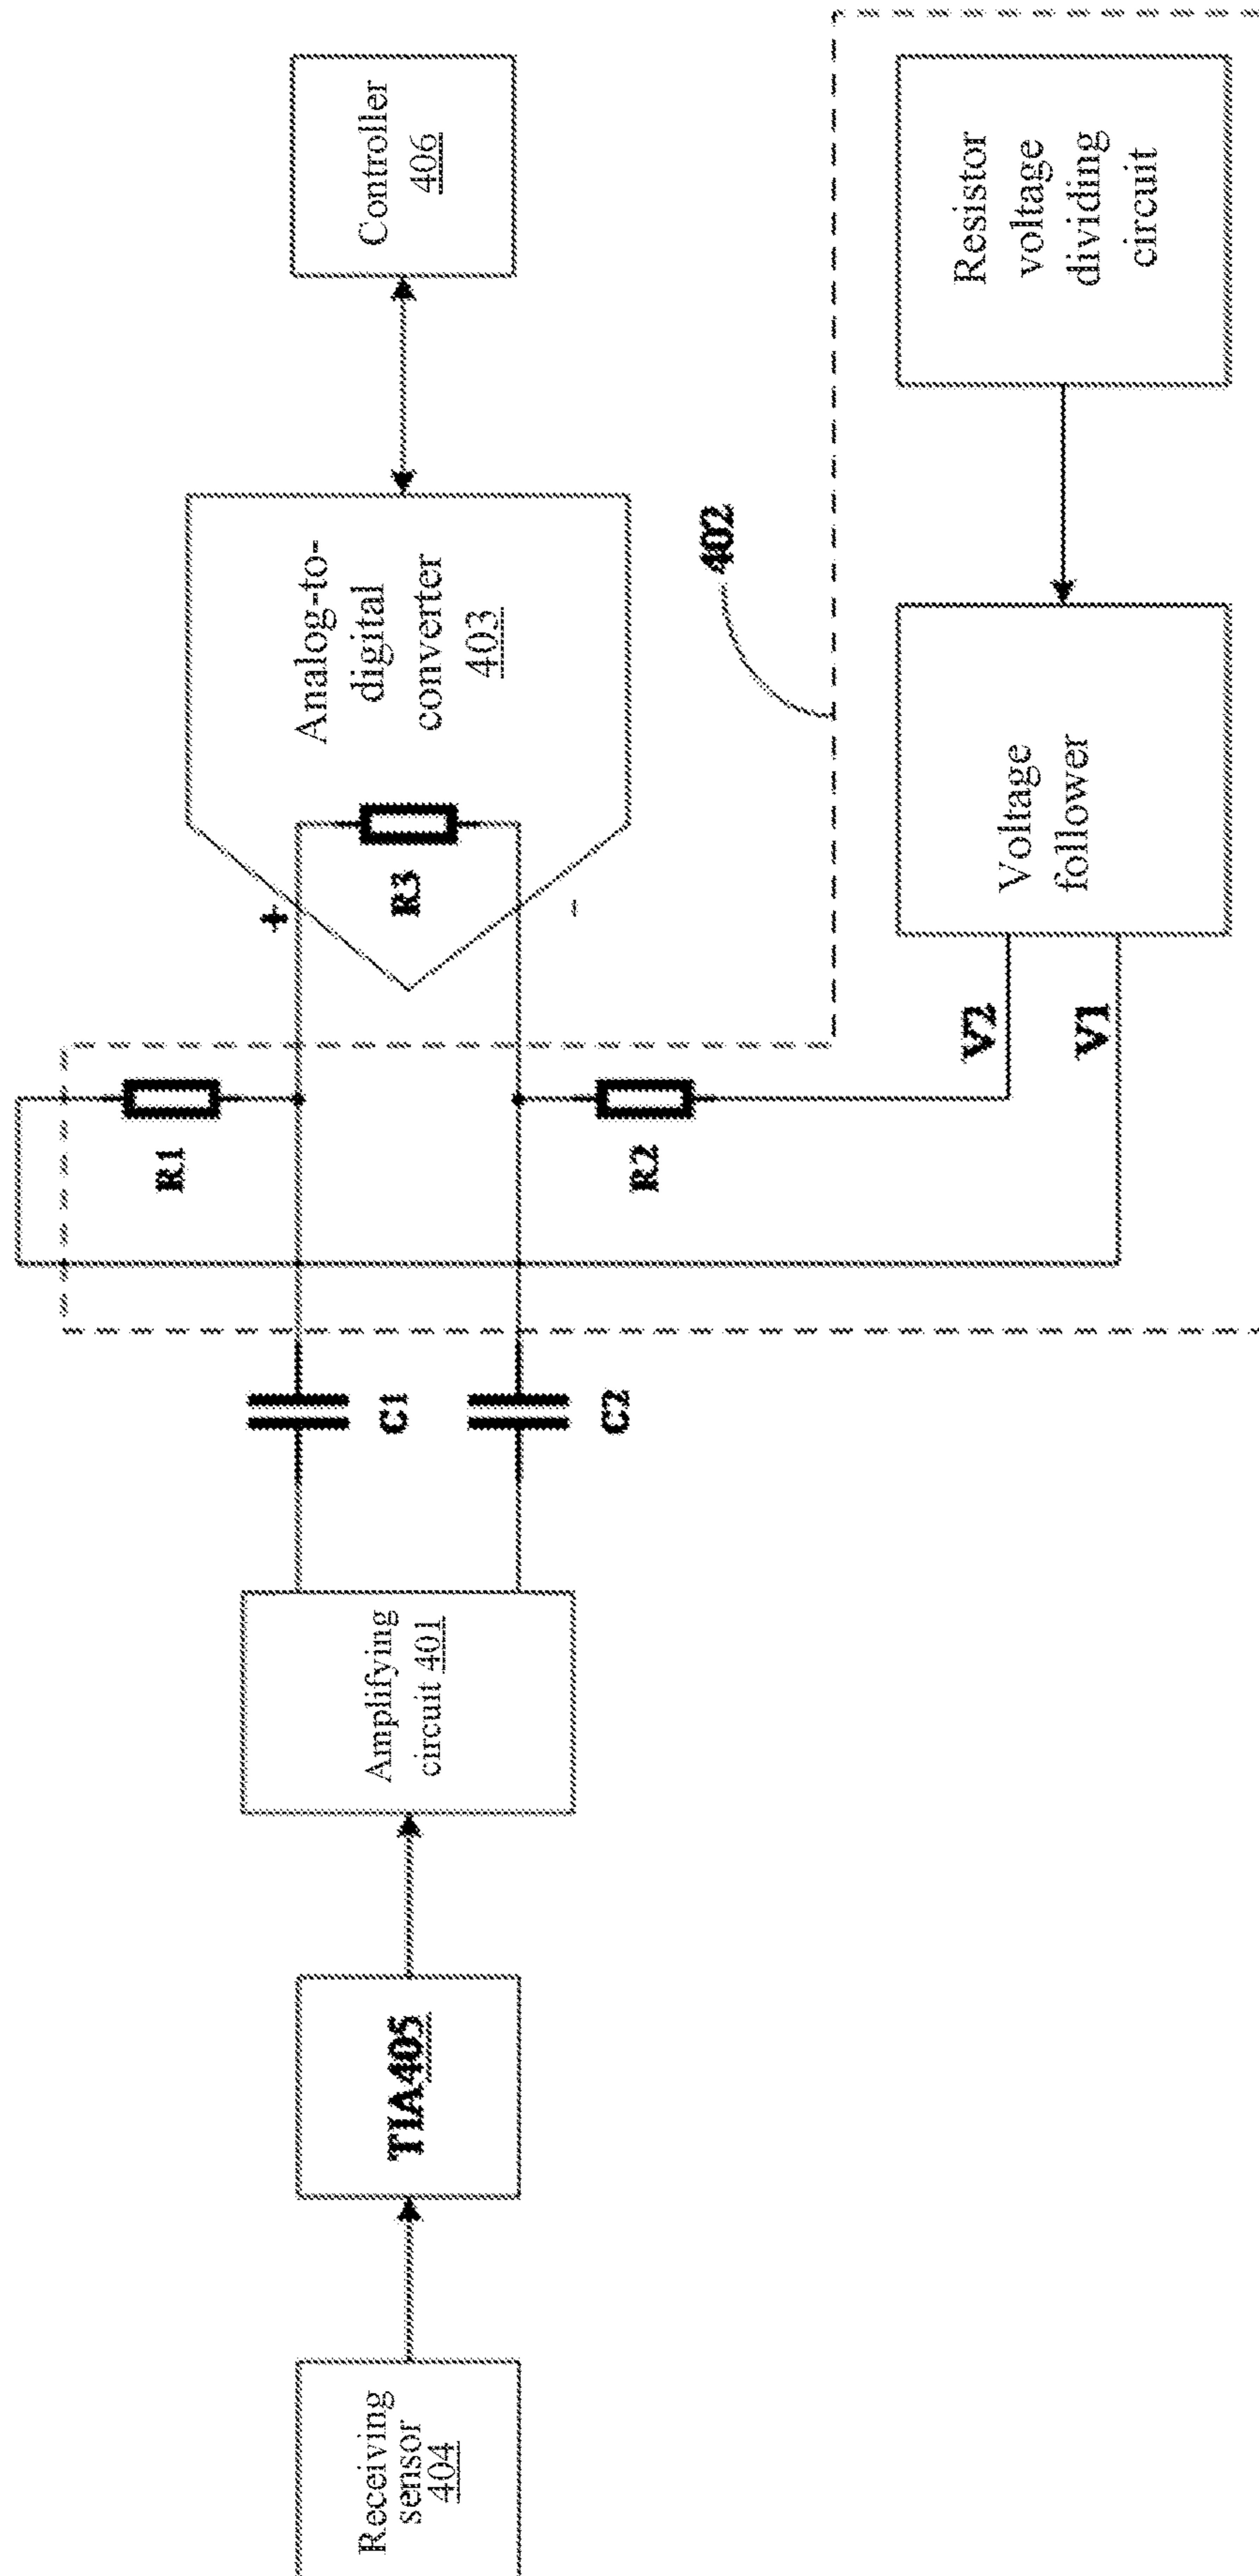 Receiving
sensor
404
TIA405
Amplifying
circuit 401
C1
C2
R1
R2
+
-
R3
Analog-to-
digital
converter
403
Controller
406
402
V2
V1
Voltage
follower
Resistor
voltage
dividing
circuit